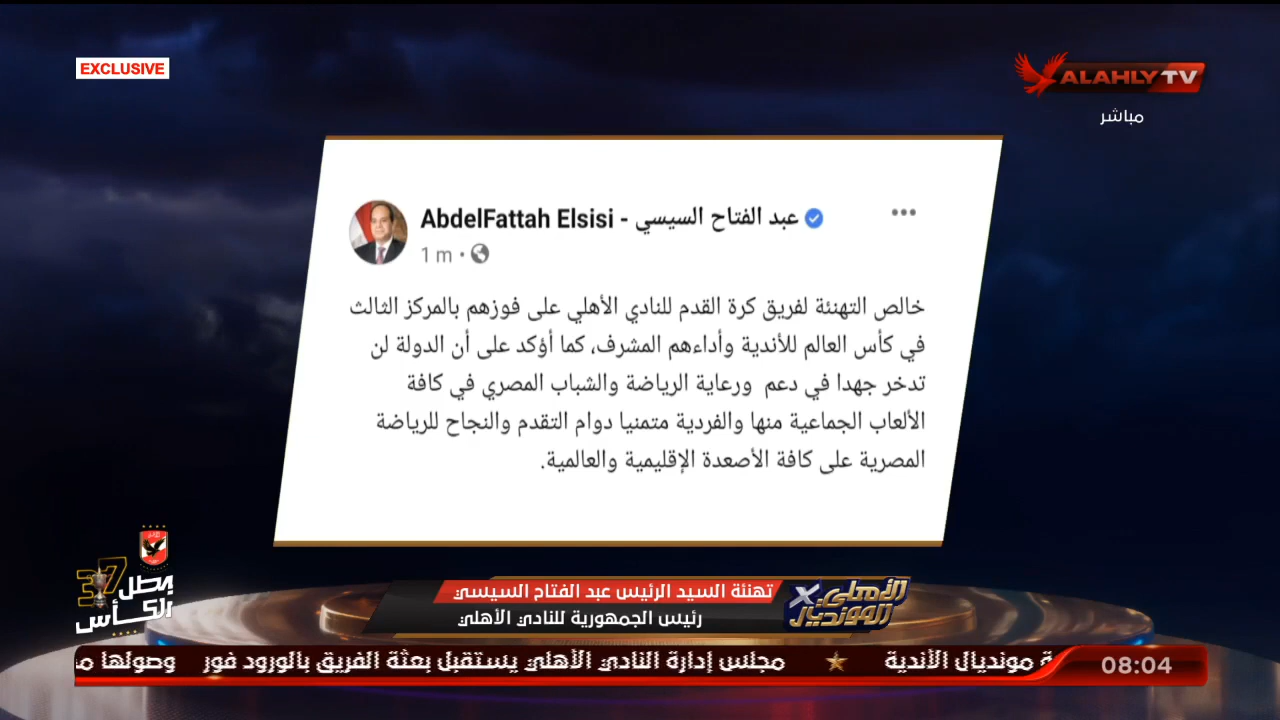 EXCLUSIVE
ALAHLY TV
مباشر
AbdelFattah Elsisi - عبد الفتاح السيسي
1 m
خالص التهنئة لفريق كرة القدم للنادي الأهلي على فوزهم بالمركز الثالث
في كأس العالم للأندية وأداءهم المشرف، كما أؤكد على أن الدولة لن
تدخر جهدا في دعم ورعاية الرياضة والشباب المصري في كافة
الألعاب الجماعية منها والفردية متمنيا دوام التقدم والنجاح للرياضة
المصرية على كافة الأصعدة الإقليمية والعالمية.
37
بطل
الكأس
الأهلى X
المونديال
تهنئة السيد الرئيس عبد الفتاح السيسي
رئيس الجمهورية للنادي الأهلي
ة مونديال الأندية ★ مجلس إدارة النادي الأهلي يستقبل بعثة الفريق بالورود فور وصولها
08:04